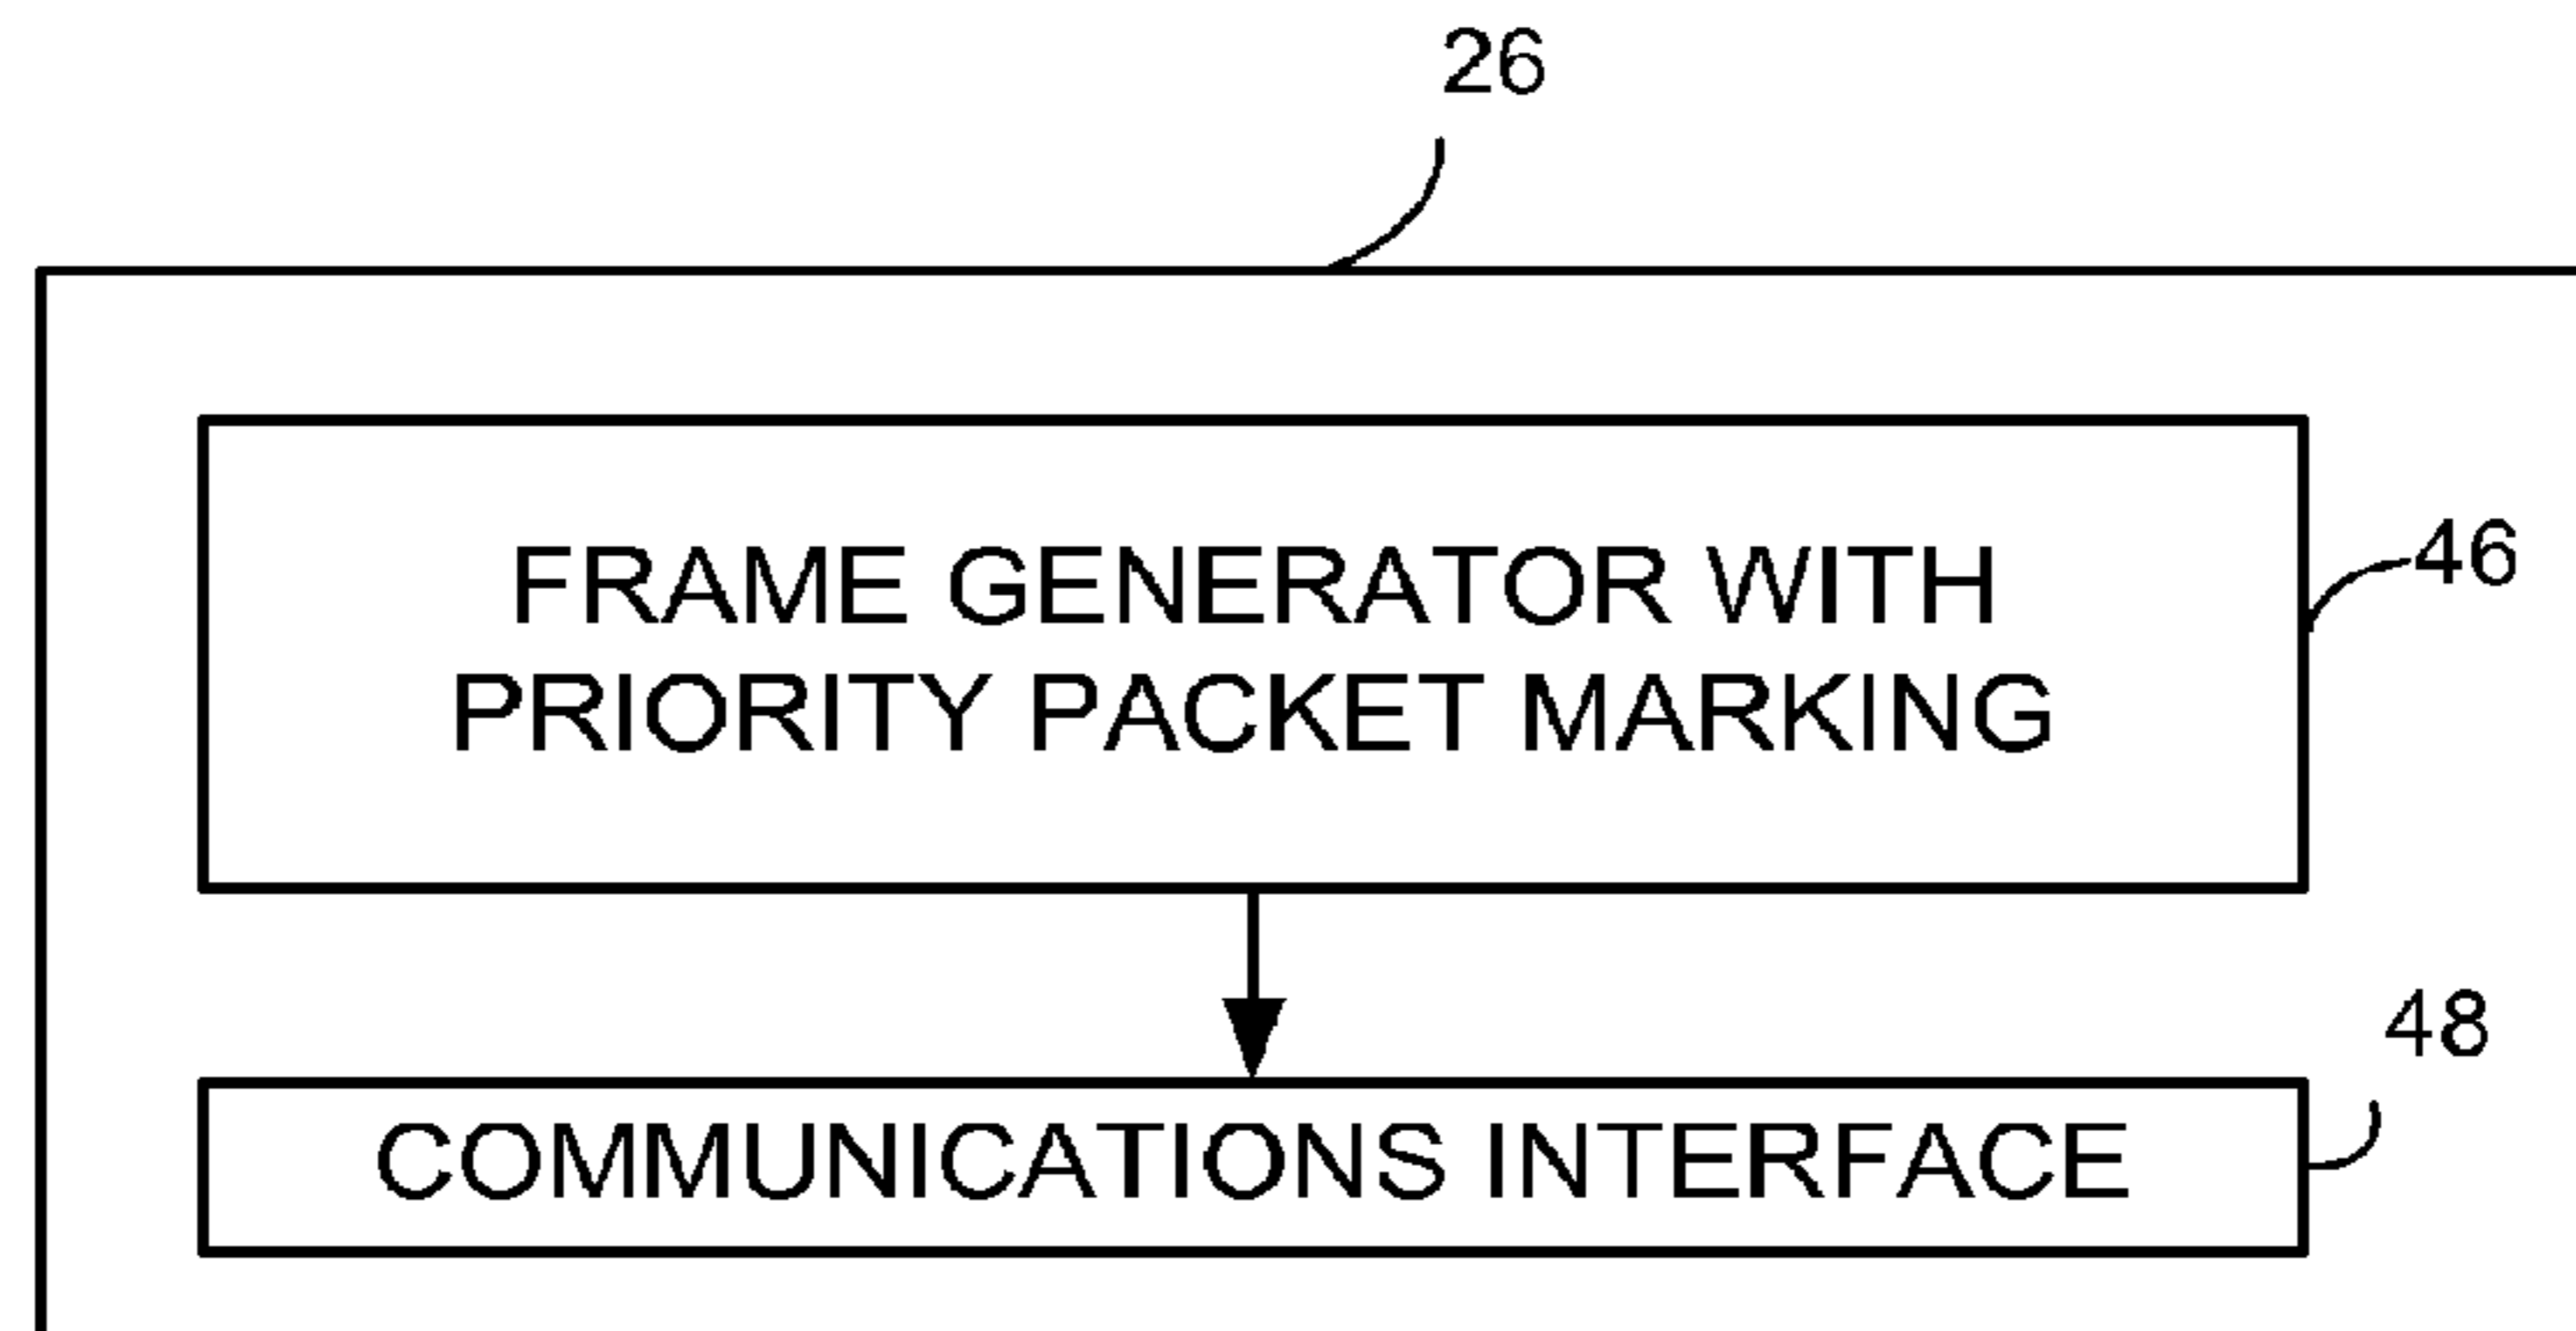 26
FRAME GENERATOR WITH
PRIORITY PACKET MARKING
46
48
COMMUNICATIONS INTERFACE